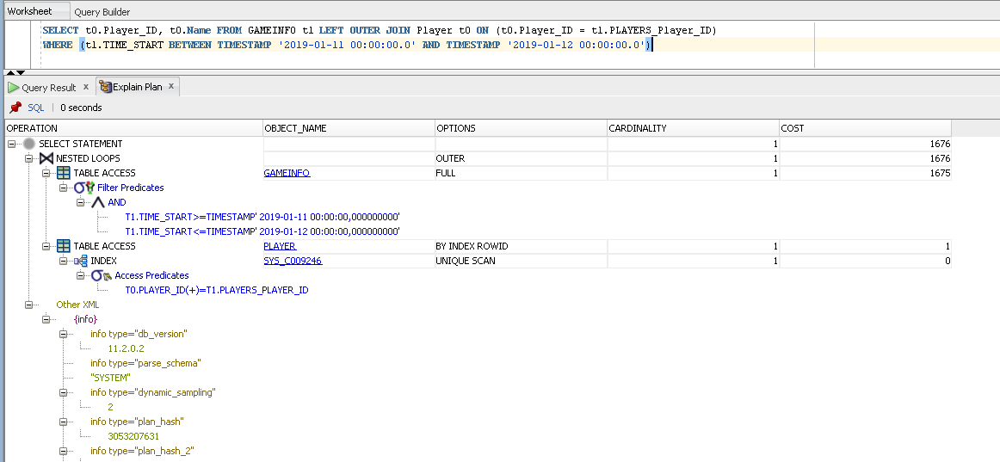 Worksheet Query Builder
SELECT t0.Player_ID, t0.Name FROM GAMEINFO t1 LEFT OUTER JOIN Player t0 ON (t0.Player_ID = t1.PLAYERS_Player_ID)
WHERE (t1.TIME_START BETWEEN TIMESTAMP '2019-01-11 00:00:00.0' AND TIMESTAMP '2019-01-12 00:00:00.0')
Query Result x Explain Plan x
SQL | 0 seconds
OPERATION OBJECT_NAME OPTIONS CARDINALITY COST
SELECT STATEMENT 1 1676
NESTED LOOPS OUTER 1 1676
TABLE ACCESS GAMEINFO FULL 1 1675
Filter Predicates
AND
T1.TIME_START>=TIMESTAMP' 2019-01-11 00:00:00,000000000'
T1.TIME_START<=TIMESTAMP' 2019-01-12 00:00:00,000000000'
TABLE ACCESS PLAYER BY INDEX ROWID 1 1
INDEX SYS_C009246 UNIQUE SCAN 1 0
Access Predicates
T0.PLAYER_ID(+)=T1.PLAYERS_PLAYER_ID
Other XML
{info}
info type="db_version"
11.2.0.2
info type="parse_schema"
"SYSTEM"
info type="dynamic_sampling"
2
info type="plan_hash"
3053207631
info type="plan_hash_2"